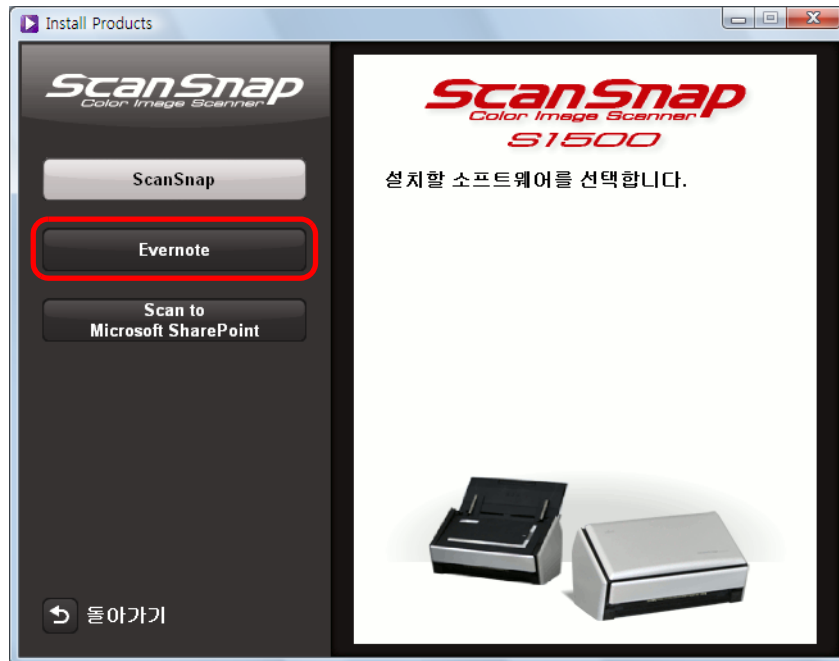 Install Products
ScanSnap
Color Image Scanner
ScanSnap
Evernote
Scan to
Microsoft SharePoint
돌아가기
ScanSnap
Color Image Scanner
S1500
설치할 소프트웨어를 선택합니다.